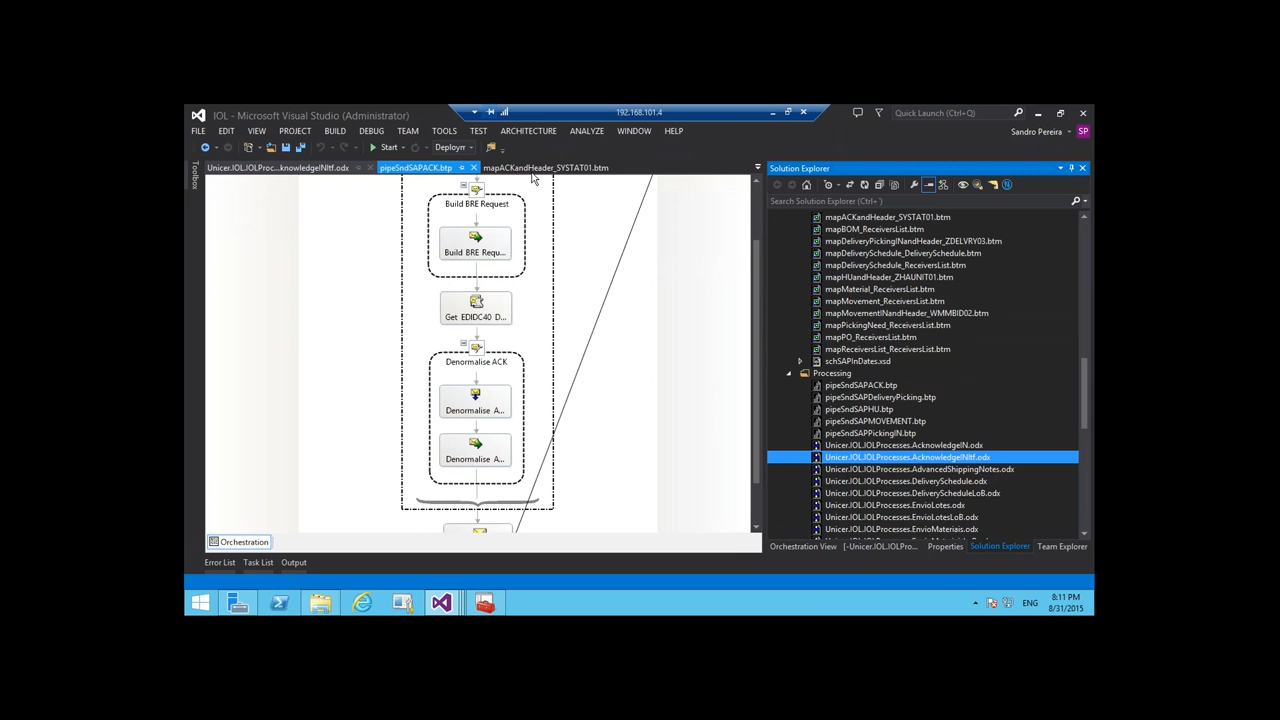 IOL - Microsoft Visual Studio (Administrator)
192.168.101.4
Quick Launch (Ctrl+Q)
FILE EDIT VIEW PROJECT BUILD DEBUG TEAM TOOLS TEST ARCHITECTURE ANALYZE WINDOW HELP
Sandro Pereira SP
Start Deploym
Toolbox
Unicer.IOL.IOLProc...knowledgeINItf.odx
pipeSndSAPACK.btp
mapACKandHeader_SYSTAT01.btm
Solution Explorer
Search Solution Explorer (Ctrl+')
Build BRE Request
Build BRE Requ...
Get EDIDC40 D...
Denormalise ACK
Denormalise A...
Denormalise A...
mapACKandHeader_SYSTAT01.btm
mapBOM_ReceiversList.btm
mapDeliveryPickingINandHeader_ZDELVRY03.btm
mapDeliverySchedule_DeliverySchedule.btm
mapDeliverySchedule_ReceiversList.btm
mapHUandHeader_ZHAUNIT01.btm
mapMaterial_ReceiversList.btm
mapMovement_ReceiversList.btm
mapMovementINandHeader_WMMBID02.btm
mapPickingNeed_ReceiversList.btm
mapPO_ReceiversList.btm
mapReceiversList_ReceiversList.btm
schSAPInDates.xsd
Processing
pipeSndSAPACK.btp
pipeSndSAPDeliveryPicking.btp
pipeSndSAPHU.btp
pipeSndSAPMOVEMENT.btp
pipeSndSAPPickingIN.btp
Unicer.IOL.IOLProcesses.AcknowledgeIN.odx
Unicer.IOL.IOLProcesses.AcknowledgeINItf.odx
Unicer.IOL.IOLProcesses.AdvancedShippingNotes.odx
Unicer.IOL.IOLProcesses.DeliverySchedule.odx
Unicer.IOL.IOLProcesses.DeliveryScheduleLoB.odx
Unicer.IOL.IOLProcesses.EnvioLotes.odx
Unicer.IOL.IOLProcesses.EnvioLotesLoB.odx
Unicer.IOL.IOLProcesses.EnvioMateriais.odx
Orchestration
Orchestration View [-Unicer.IOL.IOLPro... Properties Solution Explorer Team Explorer
Error List Task List Output
ENG
8:11 PM
8/31/2015